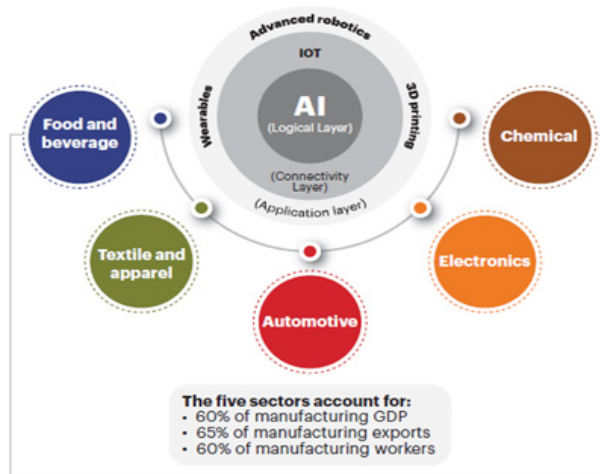 Advanced robotics
IOT
Wearables
3D printing
AI
(Logical Layer)
(Connectivity
Layer)
(Application layer)
Food and
beverage
Textile and
apparel
Automotive
Electronics
Chemical
The five sectors account for:
• 60% of manufacturing GDP
• 65% of manufacturing exports
• 60% of manufacturing workers